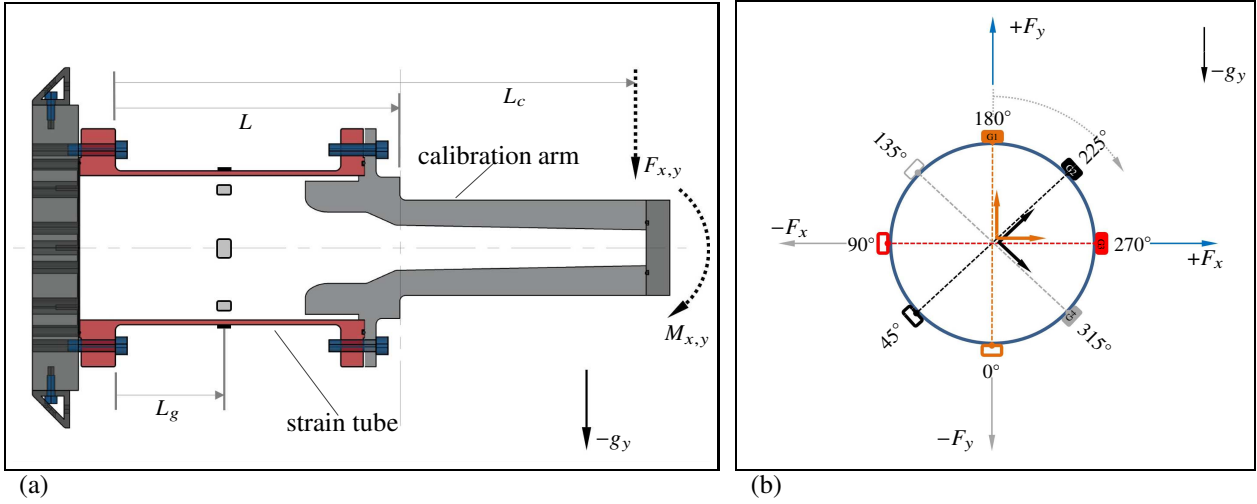 L_c
L
calibration arm
F_{x,y}
M_{x,y}
L_g
strain tube
−g_y
(a)
+F_y
−g_y
180°
G1
135°
225°
G2
−F_x
90°
270°
G3
+F_x
45°
315°
G4
0°
−F_y
(b)